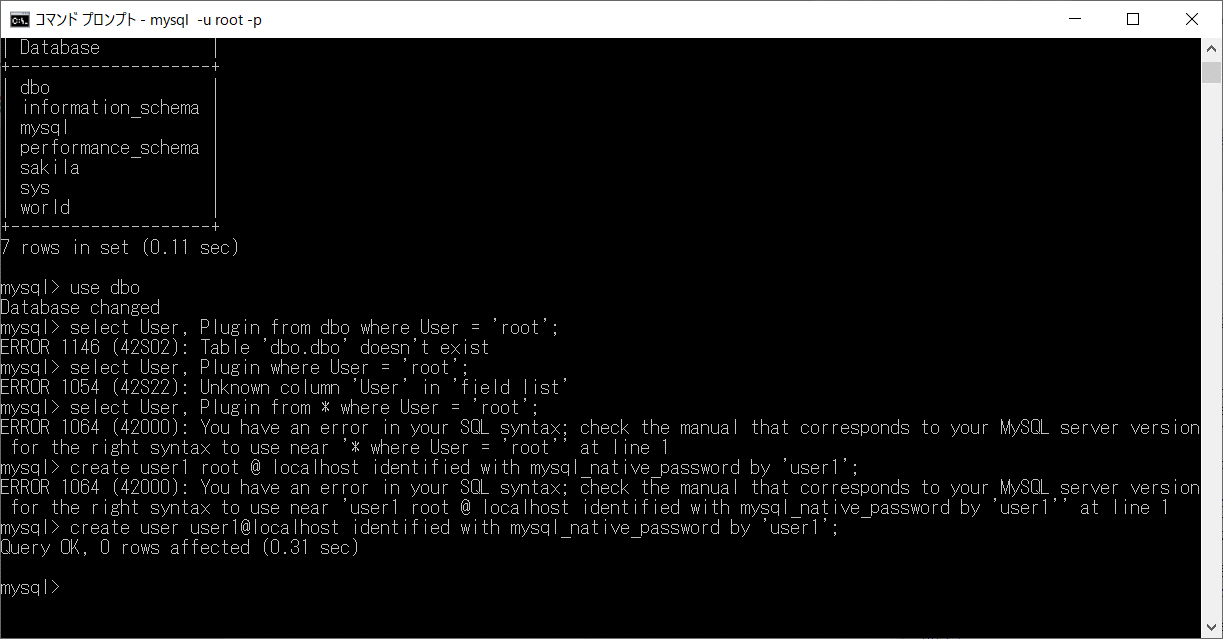 コマンド プロンプト - mysql  -u root -p
| Database           |
+--------------------+
| dbo                |
| information_schema |
| mysql              |
| performance_schema |
| sakila             |
| sys                |
| world              |
+--------------------+
7 rows in set (0.11 sec)
mysql> use dbo
Database changed
mysql> select User, Plugin from dbo where User = 'root';
ERROR 1146 (42S02): Table 'dbo.dbo' doesn't exist
mysql> select User, Plugin where User = 'root';
ERROR 1054 (42S22): Unknown column 'User' in 'field list'
mysql> select User, Plugin from * where User = 'root';
ERROR 1064 (42000): You have an error in your SQL syntax; check the manual that corresponds to your MySQL server version
 for the right syntax to use near '* where User = 'root'' at line 1
mysql> create user1 root @ localhost identified with mysql_native_password by 'user1';
ERROR 1064 (42000): You have an error in your SQL syntax; check the manual that corresponds to your MySQL server version
 for the right syntax to use near 'user1 root @ localhost identified with mysql_native_password by 'user1'' at line 1
mysql> create user user1@localhost identified with mysql_native_password by 'user1';
Query OK, 0 rows affected (0.31 sec)
mysql>